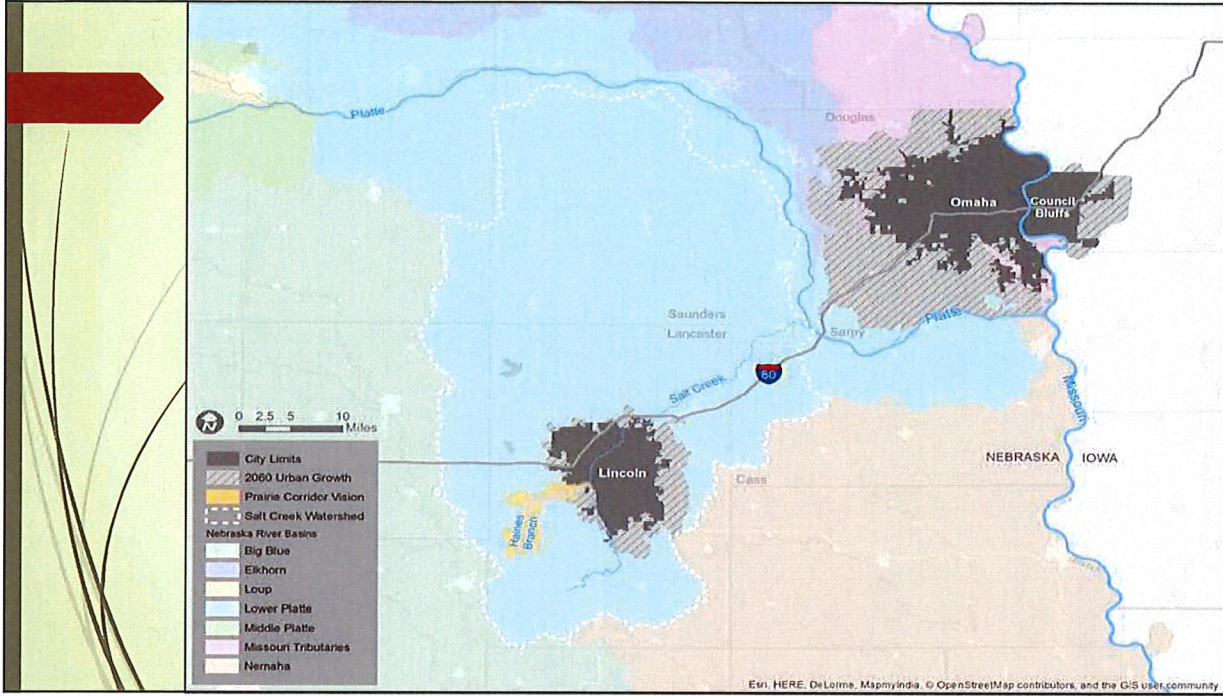 Platte
Douglas
Omaha
Council
Bluffs
Saunders
Lancaster
Sarpy
Platte
80
Salt Creek
Missouri
0 2.5 5 10
Miles
N
City Limits
2060 Urban Growth
Prairie Corridor Vision
Salt Creek Watershed
Nebraska River Basins
Big Blue
Elkhorn
Loup
Lower Platte
Middle Platte
Missouri Tributaries
Nemaha
Lincoln
Haines
Branch
Cass
NEBRASKA
IOWA
Esri, HERE, DeLorme, MapmyIndia, © OpenStreetMap contributors, and the GIS user community